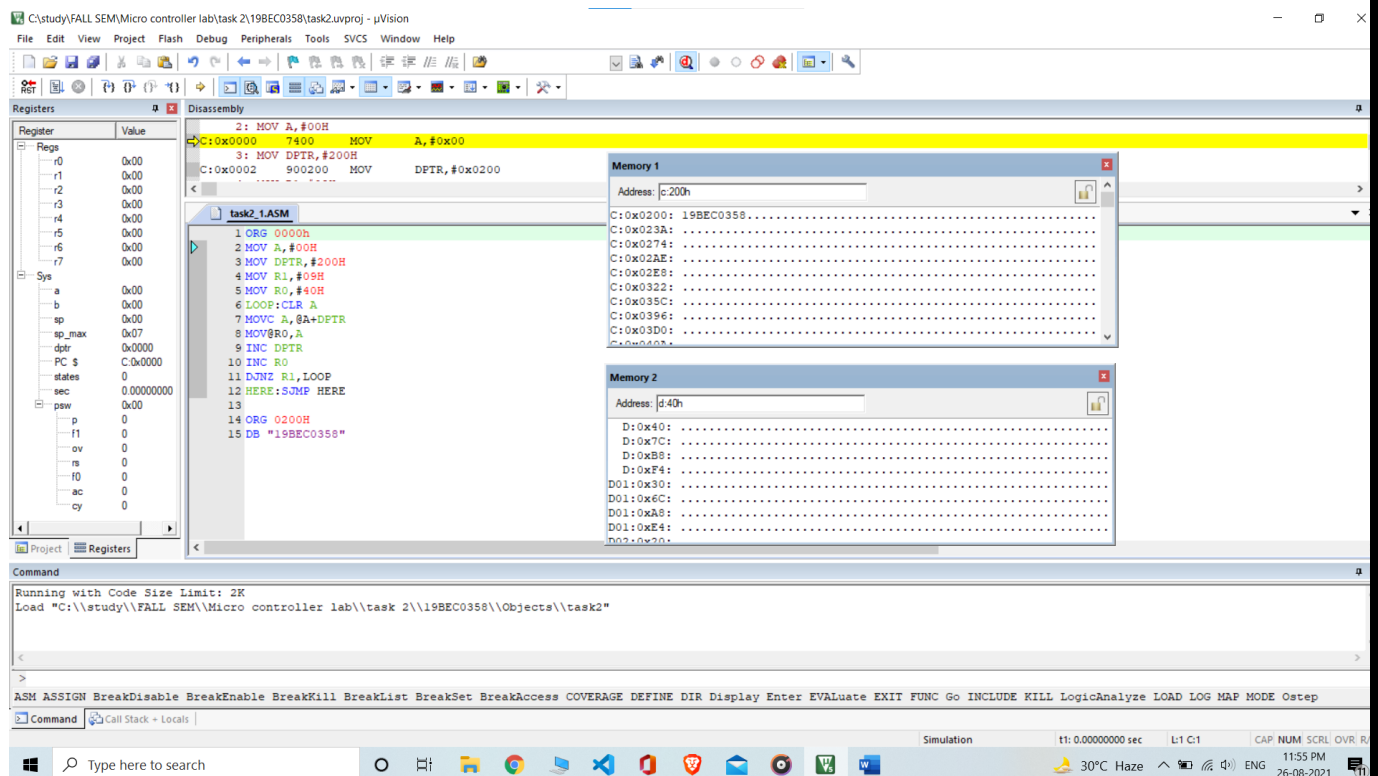 C:\study\FALL SEM\Micro controller lab\task 2\19BEC0358\task2.uvproj - µVision
File Edit View Project Flash Debug Peripherals Tools SVCS Window Help
Registers
Disassembly
Register Value
Regs
r0 0x00
r1 0x00
r2 0x00
r3 0x00
r4 0x00
r5 0x00
r6 0x00
r7 0x00
Sys
a 0x00
b 0x00
sp 0x00
sp_max 0x07
dptr 0x0000
PC $ C:0x0000
states 0
sec 0.00000000
psw 0x00
p 0
f1 0
ov 0
rs 0
f0 0
ac 0
cy 0
Project Registers
2: MOV A,#00H
C:0x0000 7400 MOV A,#0x00
3: MOV DPTR,#200H
C:0x0002 900200 MOV DPTR,#0x0200
task2_1.ASM
1 ORG 0000h
2 MOV A,#00H
3 MOV DPTR,#200H
4 MOV R1,#09H
5 MOV R0,#40H
6 LOOP:CLR A
7 MOVC A,@A+DPTR
8 MOV@R0,A
9 INC DPTR
10 INC R0
11 DJNZ R1,LOOP
12 HERE:SJMP HERE
13
14 ORG 0200H
15 DB "19BEC0358"
Memory 1
Address: c:200h
C:0x0200: 19BEC0358.................................................
C:0x023A: ..........................................................
C:0x0274: ..........................................................
C:0x02AE: ..........................................................
C:0x02E8: ..........................................................
C:0x0322: ..........................................................
C:0x035C: ..........................................................
C:0x0396: ..........................................................
C:0x03D0: ..........................................................
C:0x040A:
Memory 2
Address: d:40h
D:0x40: ............................................................
D:0x7C: ............................................................
D:0xB8: ............................................................
D:0xF4: ............................................................
D01:0x30: ............................................................
D01:0x6C: ............................................................
D01:0xA8: ............................................................
D01:0xE4: ............................................................
D02:0x20:
Command
Running with Code Size Limit: 2K
Load "C:\\study\\FALL SEM\\Micro controller lab\\task 2\\19BEC0358\\Objects\\task2"
>
ASM ASSIGN BreakDisable BreakEnable BreakKill BreakList BreakSet BreakAccess COVERAGE DEFINE DIR Display Enter EVALuate EXIT FUNC Go INCLUDE KILL LogicAnalyze LOAD LOG MAP MODE Ostep
Command Call Stack + Locals
Simulation t1: 0.00000000 sec L:1 C:1 CAP NUM SCRL OVR R/
Type here to search
30°C Haze ENG 11:55 PM
26-08-2021